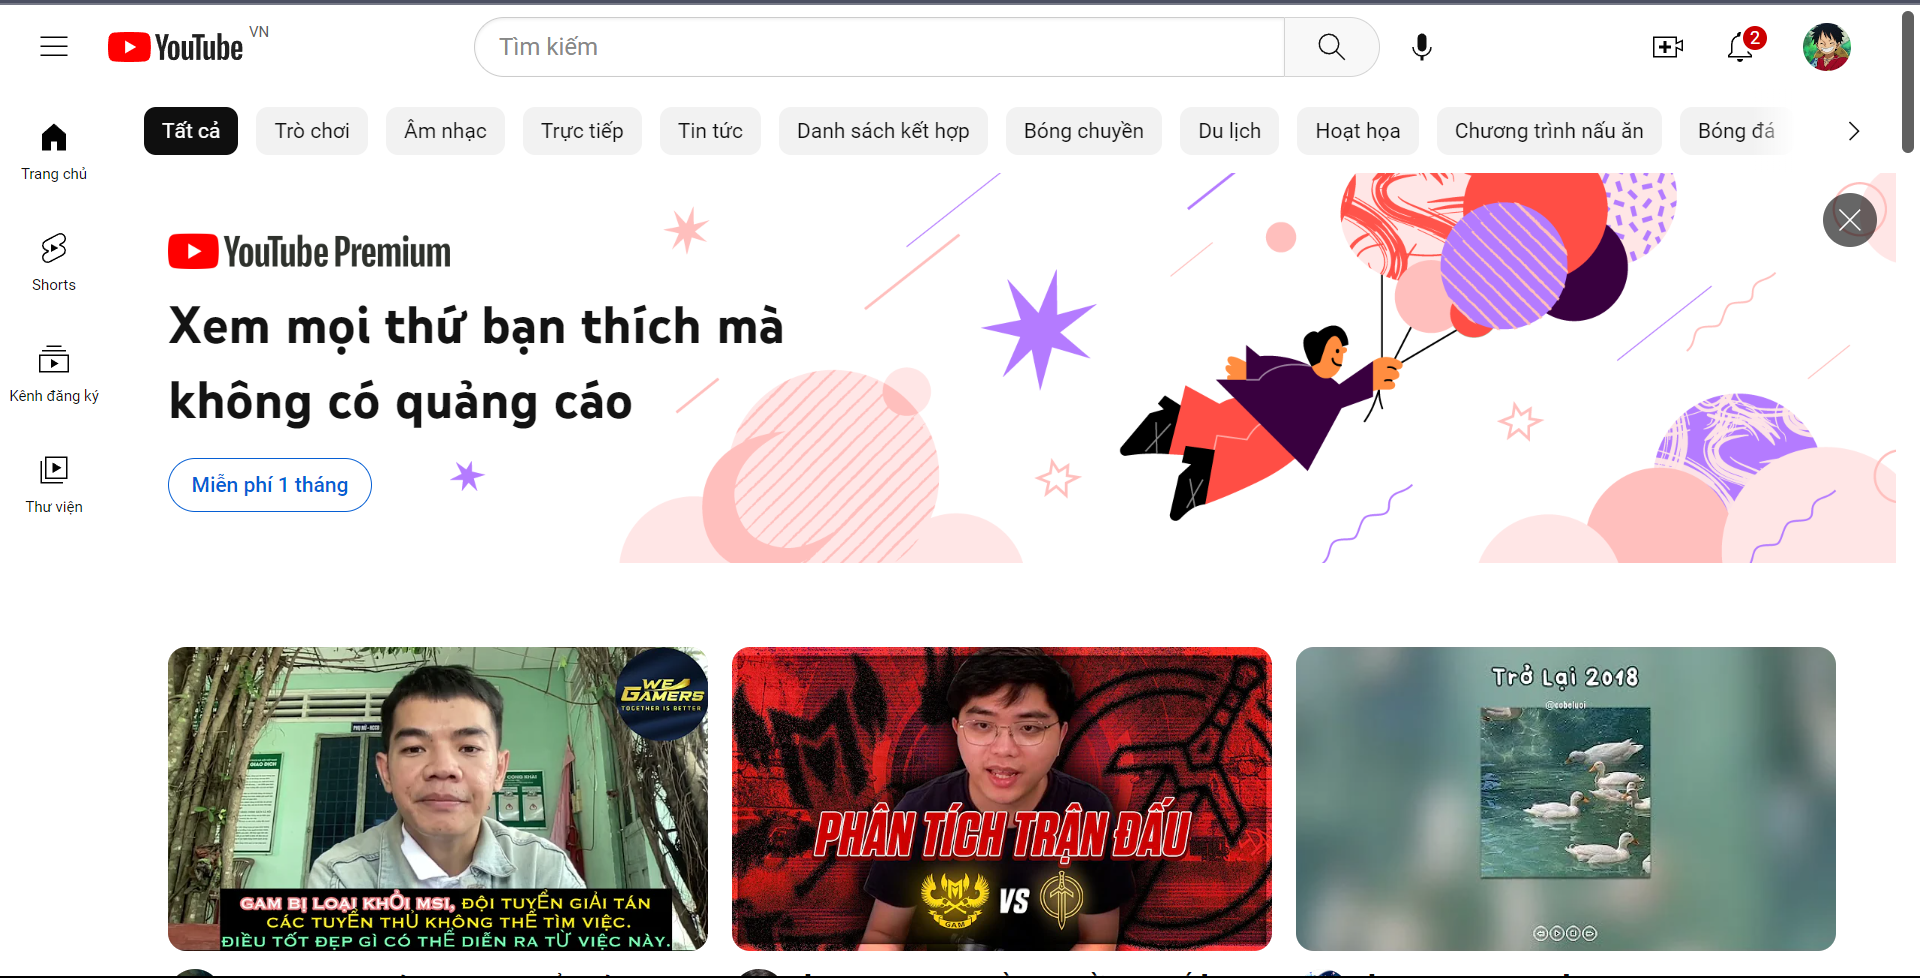 YouTube VN
Tìm kiếm
2
Tất cả
Trò chơi
Âm nhạc
Trực tiếp
Tin tức
Danh sách kết hợp
Bóng chuyền
Du lịch
Hoạt họa
Chương trình nấu ăn
Bóng đá
Trang chủ
Shorts
Kênh đăng ký
Thư viện
YouTube Premium
Xem mọi thứ bạn thích mà
không có quảng cáo
Miễn phí 1 tháng
WE
GAMERS
TOGETHER IS BETTER
GIAO DỊCH
CÔNG KHAI
GAM BỊ LOẠI KHỎI MSI, ĐỘI TUYỂN GIẢI TÁN
CÁC TUYỂN THỦ KHÔNG THỂ TÌM VIỆC.
ĐIỀU TỐT ĐẸP GÌ CÓ THỂ DIỄN RA TỪ VIỆC NÀY.
PHÂN TÍCH TRẬN ĐẤU
GAM
VS
Trở Lại 2018
@cobeluoi